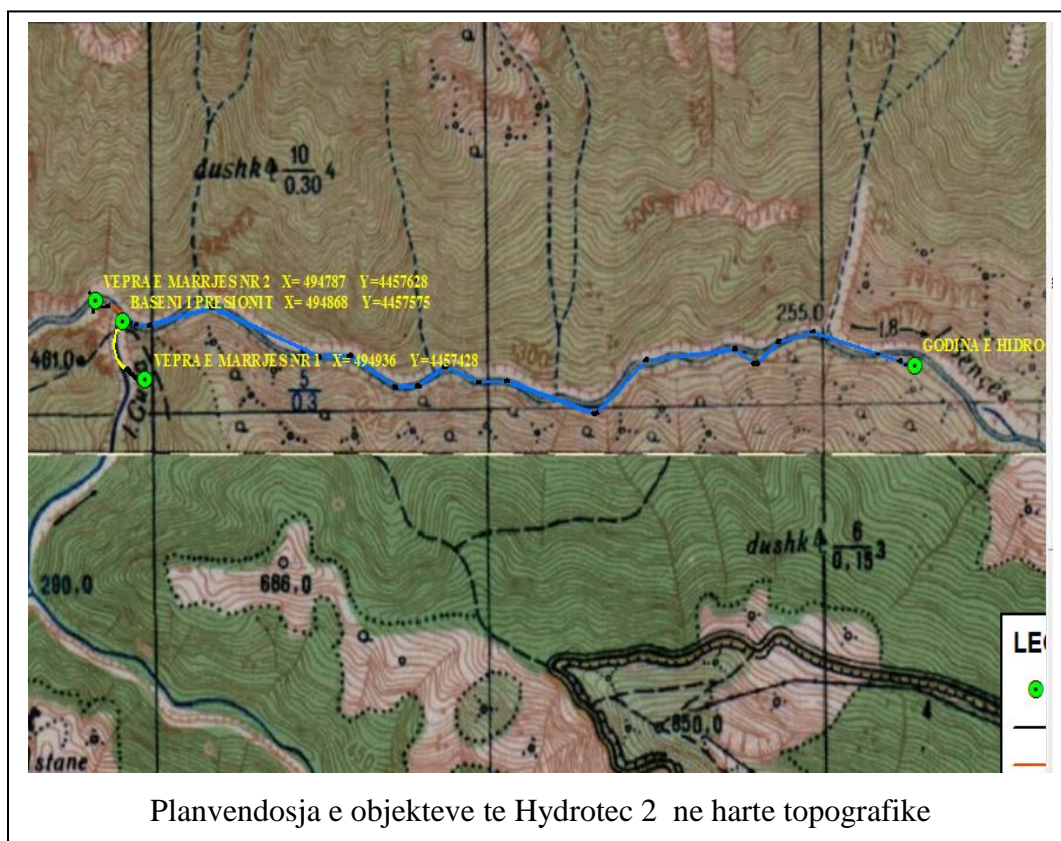 dushk 10 4
0.30
VEPRA E MARRJES NR 2 X= 494787 Y=4457628
BASENI I PRESIONIT X= 494868 Y=4457575
255.0
1,8
GODINA E HIDRO
461.0
VEPRA E MARRJES NR 1 X= 494936 Y=4457428
5
0.3
dushk 6 3
0,15
280,0
686,0
LE
850.0
4
stane
Planvendosja e objekteve te Hydrotec 2 ne harte topografike